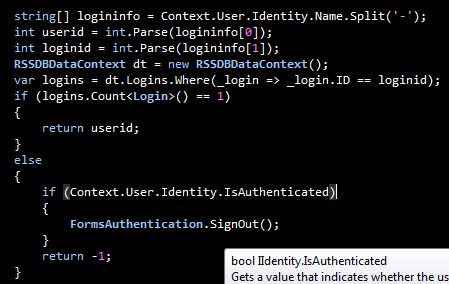 string[] logininfo = Context.User.Identity.Name.Split('-');
int userid = int.Parse(logininfo[0]);
int loginid = int.Parse(logininfo[1]);
RSSDBDataContext dt = new RSSDBDataContext();
var logins = dt.Logins.Where(_login => _login.ID == loginid);
if (logins.Count<Login>() == 1)
{
    return userid;
}
else
{
    if (Context.User.Identity.IsAuthenticated)
    {
        FormsAuthentication.SignOut();
    }
    return -1;
}
bool IIdentity.IsAuthenticated
Gets a value that indicates whether the us